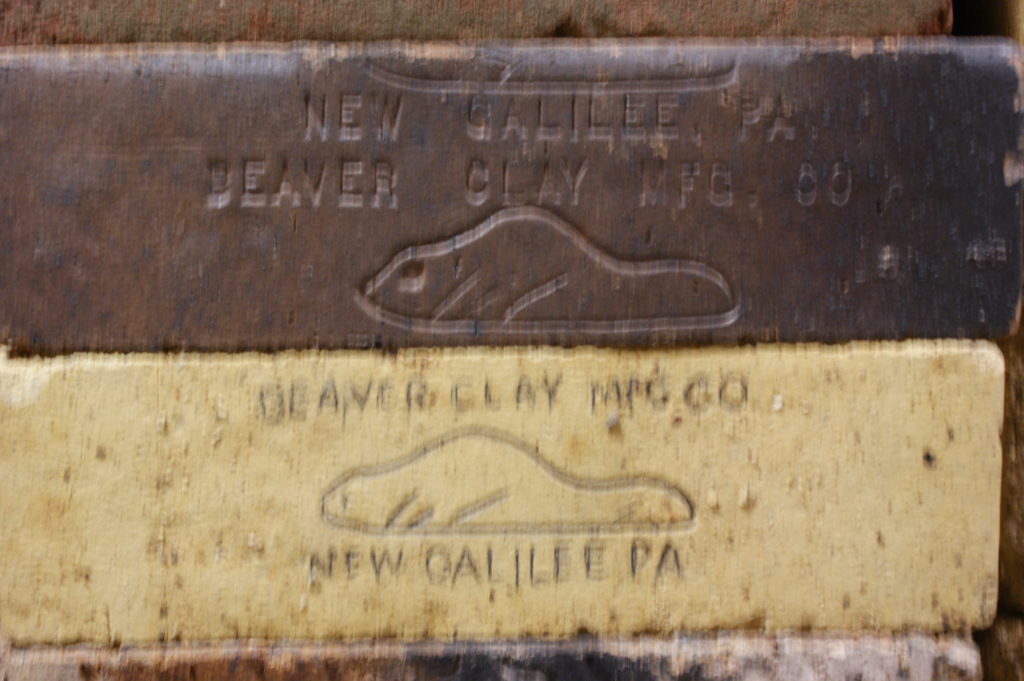 NEW GALILEE, PA.
BEAVER CLAY MFG. CO.
BEAVER CLAY MFG CO
NEW GALILEE PA